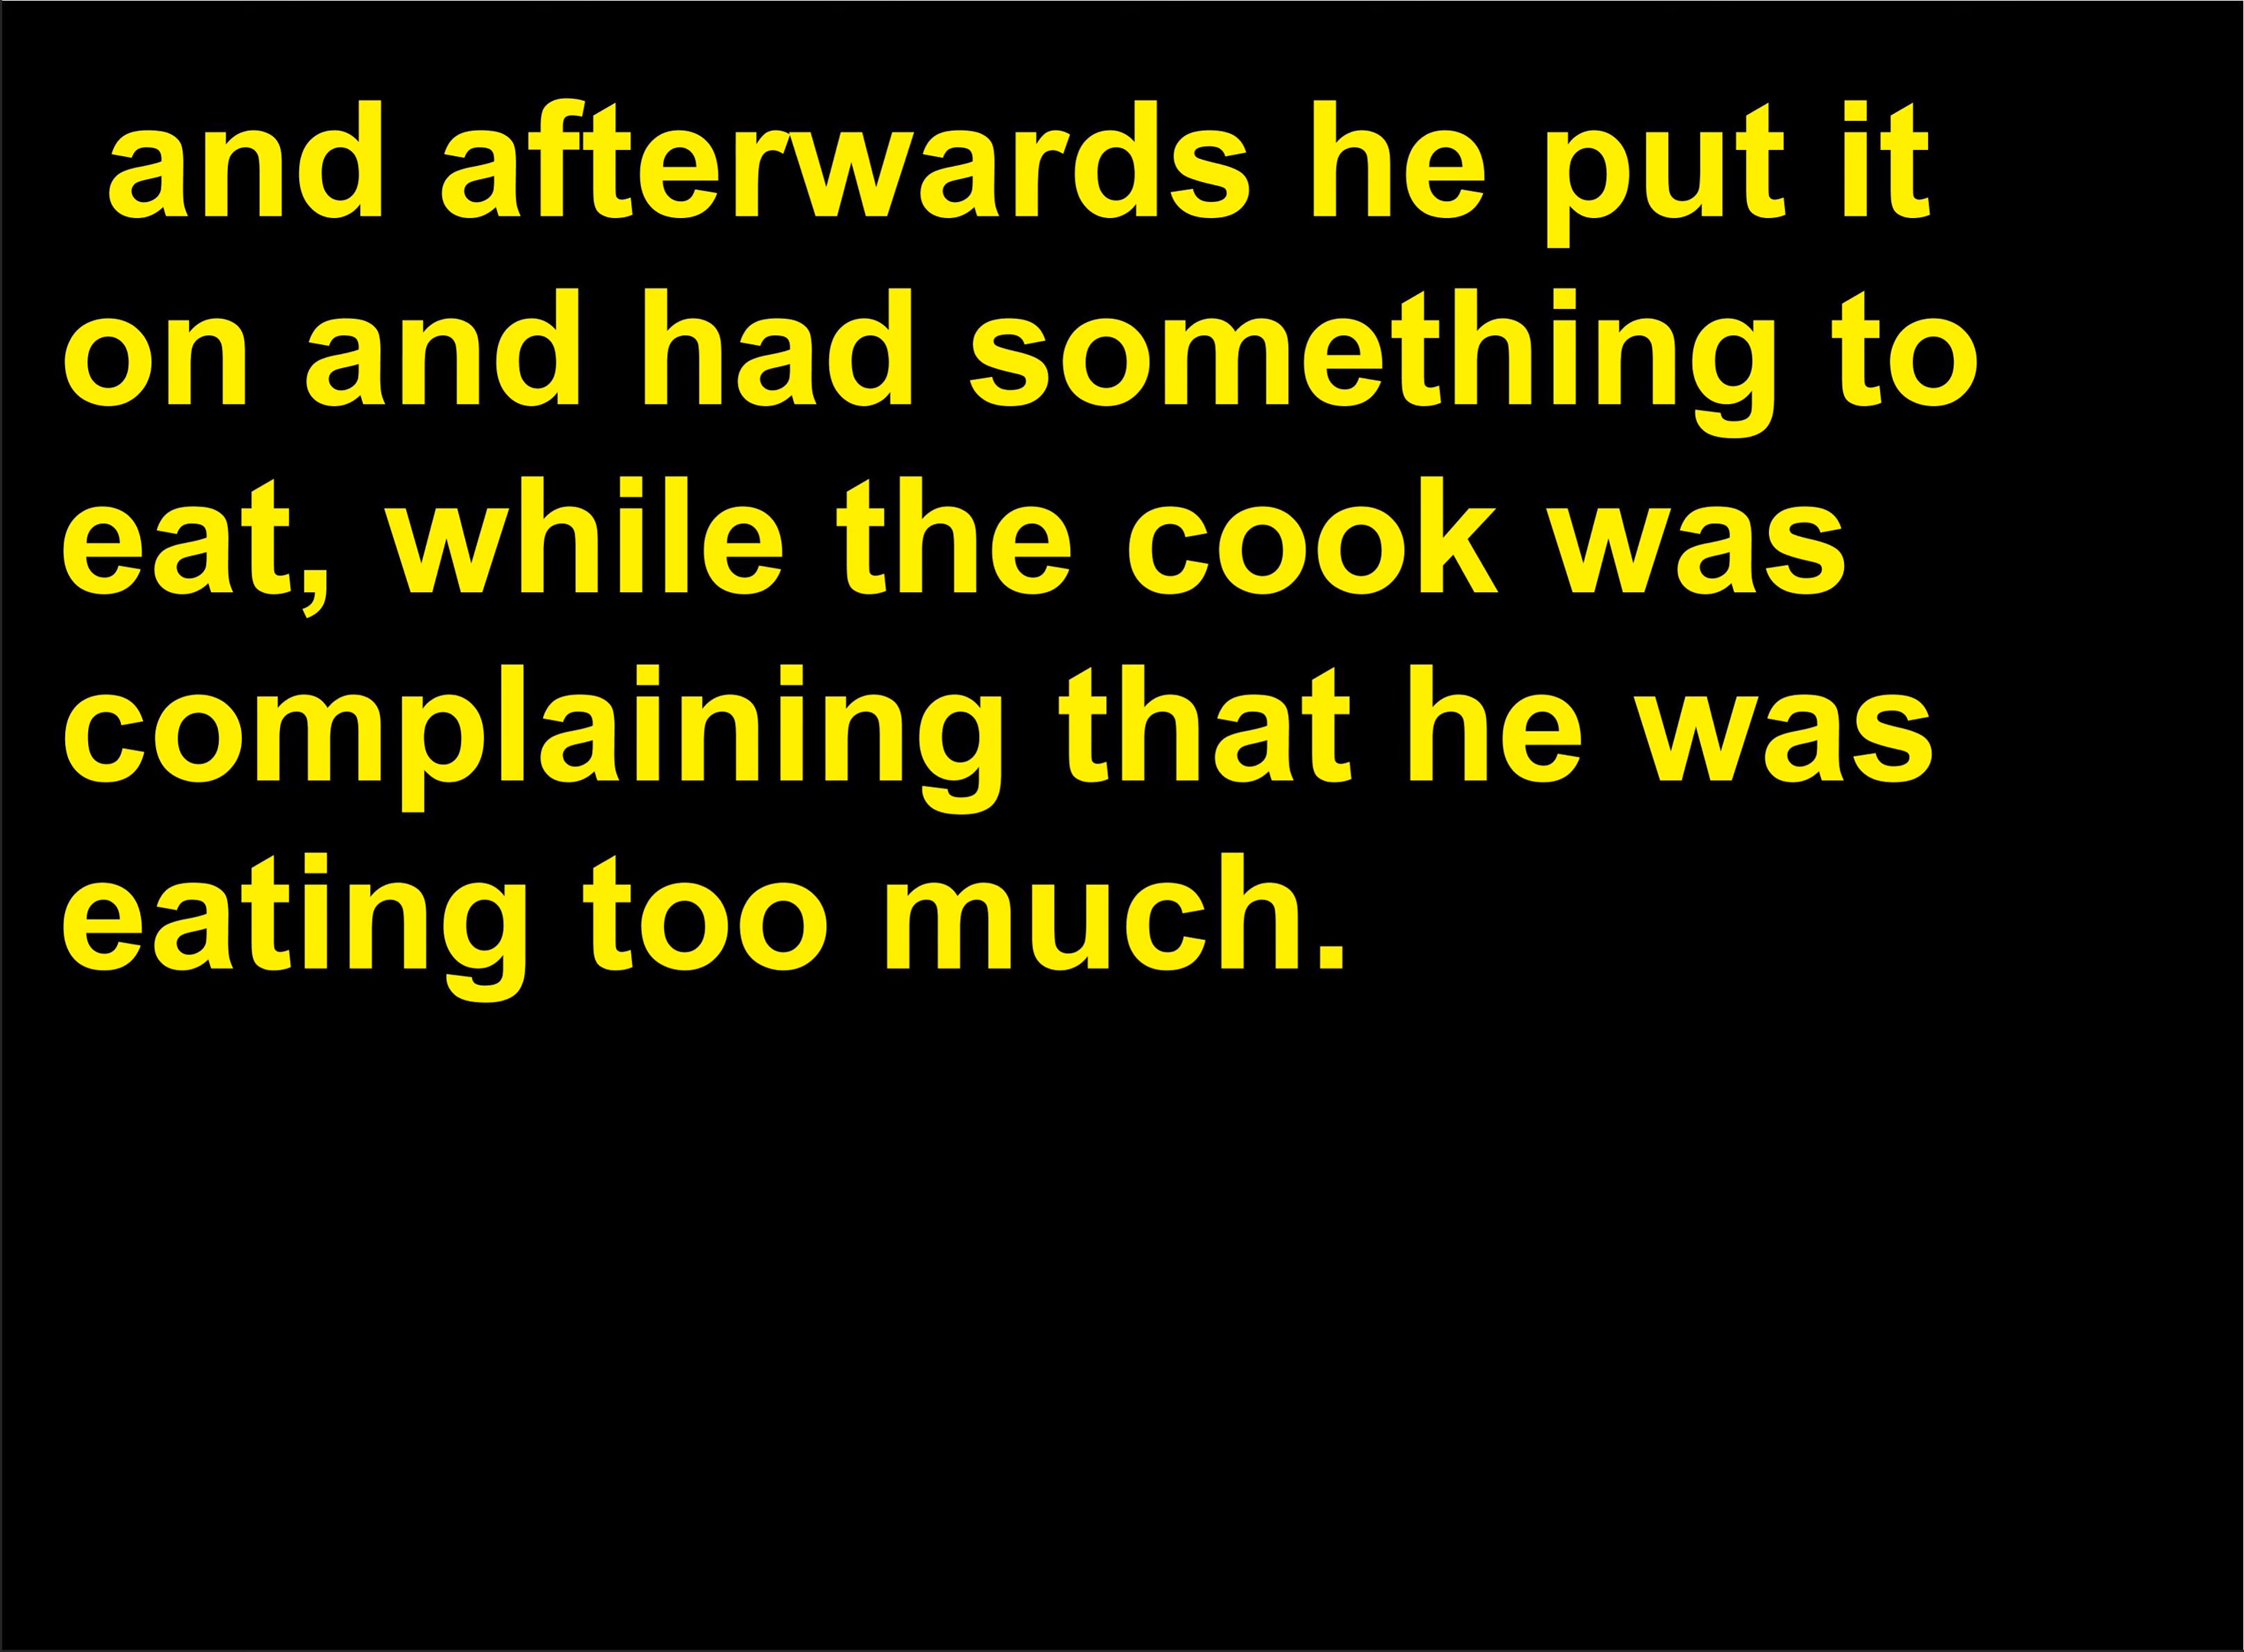 and afterwards he put it
on and had something to
eat, while the cook was
complaining that he was
eating too much.